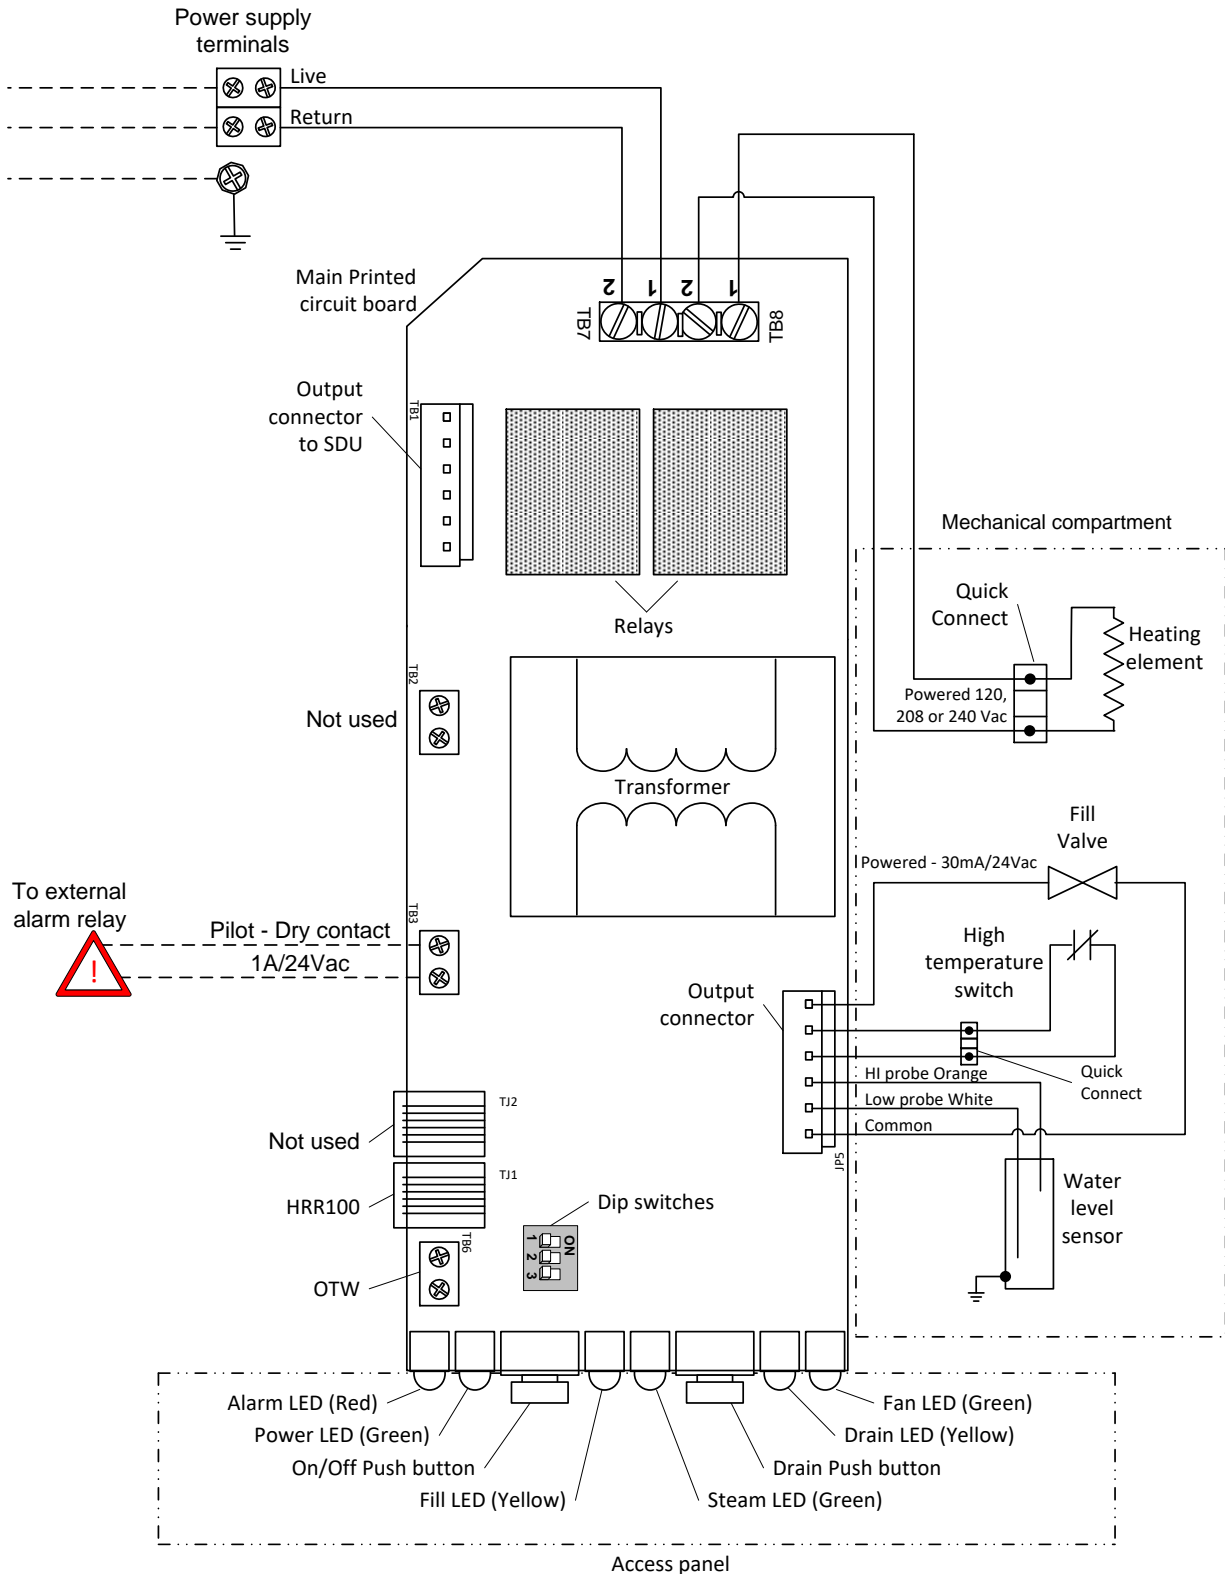 Power supply
terminals
Live
Return
Main Printed
circuit board
2 1 2 1
TB7
TB8
Output
connector
to SDU
TB1
Relays
Mechanical compartment
Quick
Connect
Heating
element
Powered 120,
208 or 240 Vac
TB2
Not used
Transformer
Fill
Valve
Powered - 30mA/24Vac
To external
alarm relay
!
Pilot - Dry contact
1A/24Vac
TB3
High
temperature
switch
Output
connector
Quick
Connect
HI probe Orange
Low probe White
Common
JP5
Water
level
sensor
TJ2
Not used
TJ1
HRR100
Dip switches
ON
1
2
3
TB6
OTW
Alarm LED (Red)
Fan LED (Green)
Power LED (Green)
Drain LED (Yellow)
On/Off Push button
Drain Push button
Fill LED (Yellow)
Steam LED (Green)
Access panel